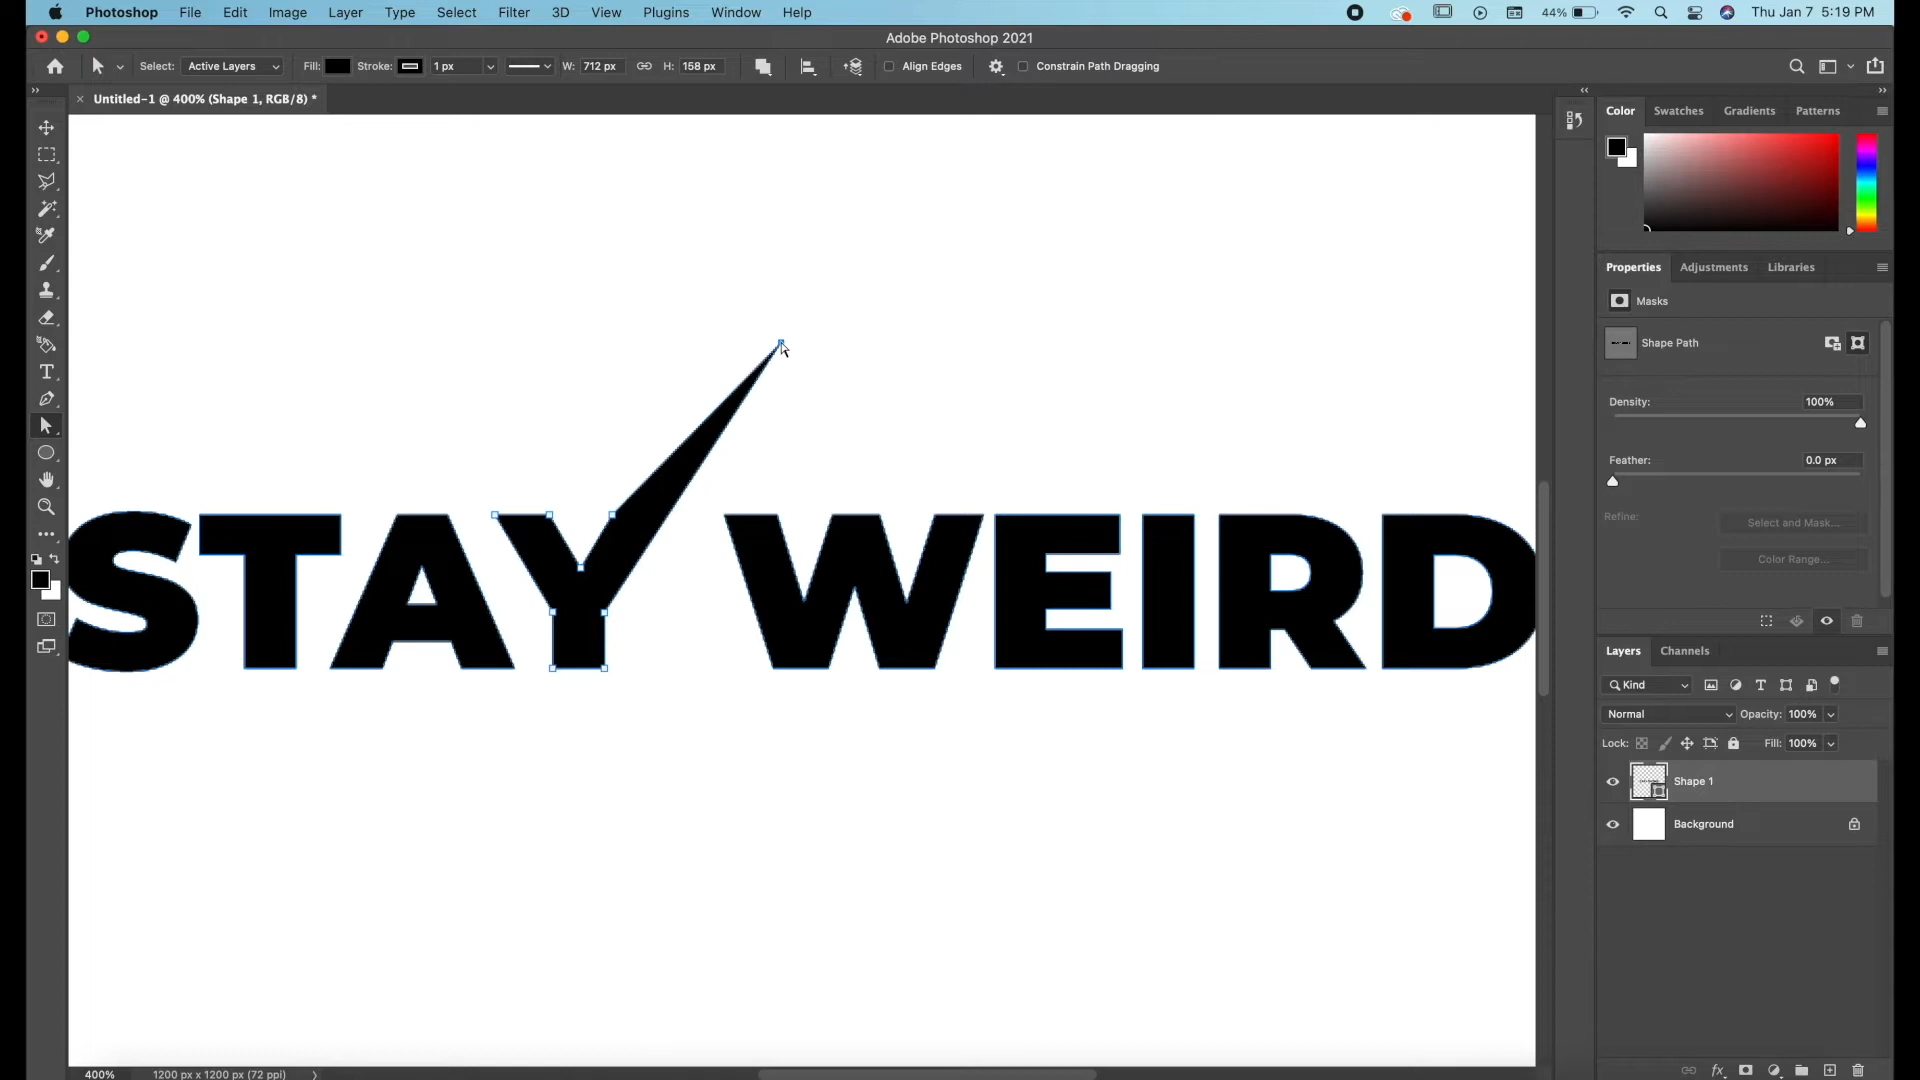 Photoshop File Edit Image Layer Type Select Filter 3D View Plugins Window Help 44% Thu Jan 7 5:19 PM
Adobe Photoshop 2021
Select: Active Layers Fill: Stroke: 1 px W: 712 px H: 158 px Align Edges Constrain Path Dragging
Untitled-1 @ 400% (Shape 1, RGB/8) *
Color Swatches Gradients Patterns
Properties Adjustments Libraries
Masks
Shape Path
Density: 100%
Feather: 0.0 px
Refine: Select and Mask...
Color Range...
STAY WEIRD
Layers Channels
Kind
Normal Opacity: 100%
Lock: Fill: 100%
Shape 1
Background
400% 1200 px x 1200 px (72 ppi)